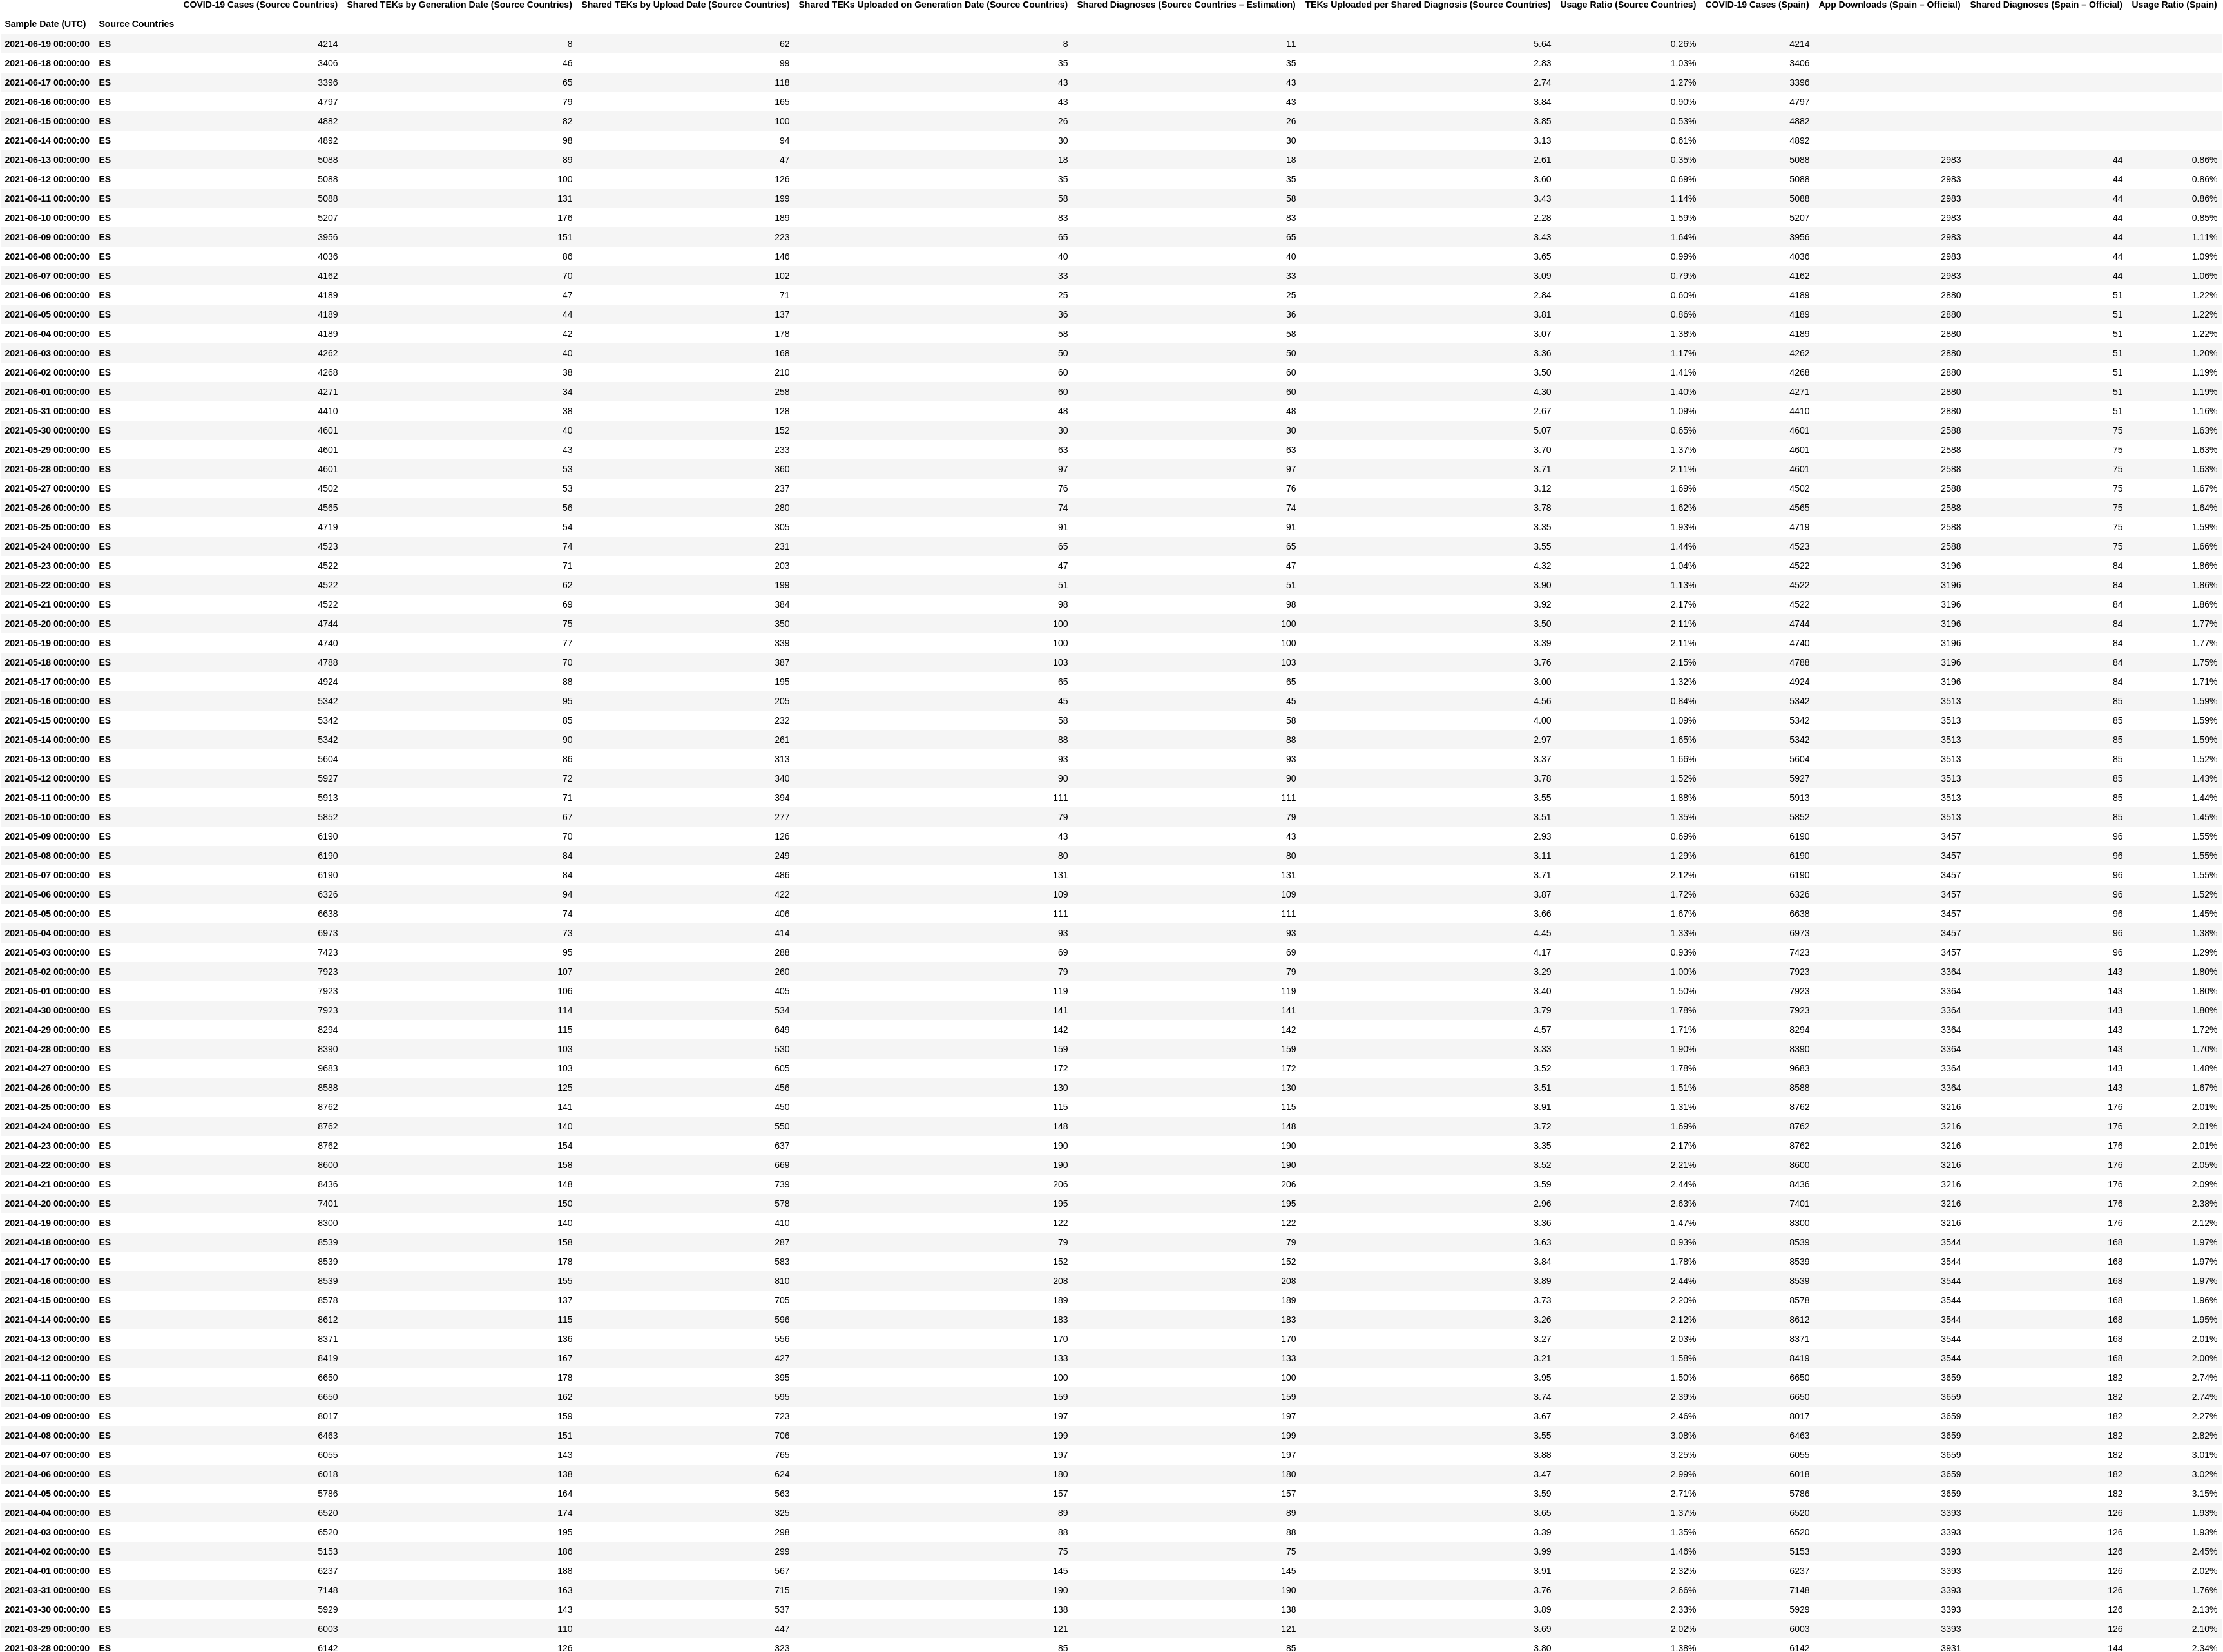 COVID-19 Cases (Source Countries) Shared TEKs by Generation Date (Source Countries) Shared TEKs by Upload Date (Source Countries) Shared TEKs Uploaded on Generation Date (Source Countries) Shared Diagnoses (Source Countries – Estimation) TEKs Uploaded per Shared Diagnosis (Source Countries) Usage Ratio (Source Countries) COVID-19 Cases (Spain) App Downloads (Spain – Official) Shared Diagnoses (Spain – Official) Usage Ratio (Spain)
Sample Date (UTC) Source Countries
2021-06-19 00:00:00 ES 4214 8 62 8 11 5.64 0.26% 4214
2021-06-18 00:00:00 ES 3406 46 99 35 35 2.83 1.03% 3406
2021-06-17 00:00:00 ES 3396 65 118 43 43 2.74 1.27% 3396
2021-06-16 00:00:00 ES 4797 79 165 43 43 3.84 0.90% 4797
2021-06-15 00:00:00 ES 4882 82 100 26 26 3.85 0.53% 4882
2021-06-14 00:00:00 ES 4892 98 94 30 30 3.13 0.61% 4892
2021-06-13 00:00:00 ES 5088 89 47 18 18 2.61 0.35% 5088 2983 44 0.86%
2021-06-12 00:00:00 ES 5088 100 126 35 35 3.60 0.69% 5088 2983 44 0.86%
2021-06-11 00:00:00 ES 5088 131 199 58 58 3.43 1.14% 5088 2983 44 0.86%
2021-06-10 00:00:00 ES 5207 176 189 83 83 2.28 1.59% 5207 2983 44 0.85%
2021-06-09 00:00:00 ES 3956 151 223 65 65 3.43 1.64% 3956 2983 44 1.11%
2021-06-08 00:00:00 ES 4036 86 146 40 40 3.65 0.99% 4036 2983 44 1.09%
2021-06-07 00:00:00 ES 4162 70 102 33 33 3.09 0.79% 4162 2983 44 1.06%
2021-06-06 00:00:00 ES 4189 47 71 25 25 2.84 0.60% 4189 2880 51 1.22%
2021-06-05 00:00:00 ES 4189 44 137 36 36 3.81 0.86% 4189 2880 51 1.22%
2021-06-04 00:00:00 ES 4189 42 178 58 58 3.07 1.38% 4189 2880 51 1.22%
2021-06-03 00:00:00 ES 4262 40 168 50 50 3.36 1.17% 4262 2880 51 1.20%
2021-06-02 00:00:00 ES 4268 38 210 60 60 3.50 1.41% 4268 2880 51 1.19%
2021-06-01 00:00:00 ES 4271 34 258 60 60 4.30 1.40% 4271 2880 51 1.19%
2021-05-31 00:00:00 ES 4410 38 128 48 48 2.67 1.09% 4410 2880 51 1.16%
2021-05-30 00:00:00 ES 4601 40 152 30 30 5.07 0.65% 4601 2588 75 1.63%
2021-05-29 00:00:00 ES 4601 43 233 63 63 3.70 1.37% 4601 2588 75 1.63%
2021-05-28 00:00:00 ES 4601 53 360 97 97 3.71 2.11% 4601 2588 75 1.63%
2021-05-27 00:00:00 ES 4502 53 237 76 76 3.12 1.69% 4502 2588 75 1.67%
2021-05-26 00:00:00 ES 4565 56 280 74 74 3.78 1.62% 4565 2588 75 1.64%
2021-05-25 00:00:00 ES 4719 54 305 91 91 3.35 1.93% 4719 2588 75 1.59%
2021-05-24 00:00:00 ES 4523 74 231 65 65 3.55 1.44% 4523 2588 75 1.66%
2021-05-23 00:00:00 ES 4522 71 203 47 47 4.32 1.04% 4522 3196 84 1.86%
2021-05-22 00:00:00 ES 4522 62 199 51 51 3.90 1.13% 4522 3196 84 1.86%
2021-05-21 00:00:00 ES 4522 69 384 98 98 3.92 2.17% 4522 3196 84 1.86%
2021-05-20 00:00:00 ES 4744 75 350 100 100 3.50 2.11% 4744 3196 84 1.77%
2021-05-19 00:00:00 ES 4740 77 339 100 100 3.39 2.11% 4740 3196 84 1.77%
2021-05-18 00:00:00 ES 4788 70 387 103 103 3.76 2.15% 4788 3196 84 1.75%
2021-05-17 00:00:00 ES 4924 88 195 65 65 3.00 1.32% 4924 3196 84 1.71%
2021-05-16 00:00:00 ES 5342 95 205 45 45 4.56 0.84% 5342 3513 85 1.59%
2021-05-15 00:00:00 ES 5342 85 232 58 58 4.00 1.09% 5342 3513 85 1.59%
2021-05-14 00:00:00 ES 5342 90 261 88 88 2.97 1.65% 5342 3513 85 1.59%
2021-05-13 00:00:00 ES 5604 86 313 93 93 3.37 1.66% 5604 3513 85 1.52%
2021-05-12 00:00:00 ES 5927 72 340 90 90 3.78 1.52% 5927 3513 85 1.43%
2021-05-11 00:00:00 ES 5913 71 394 111 111 3.55 1.88% 5913 3513 85 1.44%
2021-05-10 00:00:00 ES 5852 67 277 79 79 3.51 1.35% 5852 3513 85 1.45%
2021-05-09 00:00:00 ES 6190 70 126 43 43 2.93 0.69% 6190 3457 96 1.55%
2021-05-08 00:00:00 ES 6190 84 249 80 80 3.11 1.29% 6190 3457 96 1.55%
2021-05-07 00:00:00 ES 6190 84 486 131 131 3.71 2.12% 6190 3457 96 1.55%
2021-05-06 00:00:00 ES 6326 94 422 109 109 3.87 1.72% 6326 3457 96 1.52%
2021-05-05 00:00:00 ES 6638 74 406 111 111 3.66 1.67% 6638 3457 96 1.45%
2021-05-04 00:00:00 ES 6973 73 414 93 93 4.45 1.33% 6973 3457 96 1.38%
2021-05-03 00:00:00 ES 7423 95 288 69 69 4.17 0.93% 7423 3457 96 1.29%
2021-05-02 00:00:00 ES 7923 107 260 79 79 3.29 1.00% 7923 3364 143 1.80%
2021-05-01 00:00:00 ES 7923 106 405 119 119 3.40 1.50% 7923 3364 143 1.80%
2021-04-30 00:00:00 ES 7923 114 534 141 141 3.79 1.78% 7923 3364 143 1.80%
2021-04-29 00:00:00 ES 8294 115 649 142 142 4.57 1.71% 8294 3364 143 1.72%
2021-04-28 00:00:00 ES 8390 103 530 159 159 3.33 1.90% 8390 3364 143 1.70%
2021-04-27 00:00:00 ES 9683 103 605 172 172 3.52 1.78% 9683 3364 143 1.48%
2021-04-26 00:00:00 ES 8588 125 456 130 130 3.51 1.51% 8588 3364 143 1.67%
2021-04-25 00:00:00 ES 8762 141 450 115 115 3.91 1.31% 8762 3216 176 2.01%
2021-04-24 00:00:00 ES 8762 140 550 148 148 3.72 1.69% 8762 3216 176 2.01%
2021-04-23 00:00:00 ES 8762 154 637 190 190 3.35 2.17% 8762 3216 176 2.01%
2021-04-22 00:00:00 ES 8600 158 669 190 190 3.52 2.21% 8600 3216 176 2.05%
2021-04-21 00:00:00 ES 8436 148 739 206 206 3.59 2.44% 8436 3216 176 2.09%
2021-04-20 00:00:00 ES 7401 150 578 195 195 2.96 2.63% 7401 3216 176 2.38%
2021-04-19 00:00:00 ES 8300 140 410 122 122 3.36 1.47% 8300 3216 176 2.12%
2021-04-18 00:00:00 ES 8539 158 287 79 79 3.63 0.93% 8539 3544 168 1.97%
2021-04-17 00:00:00 ES 8539 178 583 152 152 3.84 1.78% 8539 3544 168 1.97%
2021-04-16 00:00:00 ES 8539 155 810 208 208 3.89 2.44% 8539 3544 168 1.97%
2021-04-15 00:00:00 ES 8578 137 705 189 189 3.73 2.20% 8578 3544 168 1.96%
2021-04-14 00:00:00 ES 8612 115 596 183 183 3.26 2.12% 8612 3544 168 1.95%
2021-04-13 00:00:00 ES 8371 136 556 170 170 3.27 2.03% 8371 3544 168 2.01%
2021-04-12 00:00:00 ES 8419 167 427 133 133 3.21 1.58% 8419 3544 168 2.00%
2021-04-11 00:00:00 ES 6650 178 395 100 100 3.95 1.50% 6650 3659 182 2.74%
2021-04-10 00:00:00 ES 6650 162 595 159 159 3.74 2.39% 6650 3659 182 2.74%
2021-04-09 00:00:00 ES 8017 159 723 197 197 3.67 2.46% 8017 3659 182 2.27%
2021-04-08 00:00:00 ES 6463 151 706 199 199 3.55 3.08% 6463 3659 182 2.82%
2021-04-07 00:00:00 ES 6055 143 765 197 197 3.88 3.25% 6055 3659 182 3.01%
2021-04-06 00:00:00 ES 6018 138 624 180 180 3.47 2.99% 6018 3659 182 3.02%
2021-04-05 00:00:00 ES 5786 164 563 157 157 3.59 2.71% 5786 3659 182 3.15%
2021-04-04 00:00:00 ES 6520 174 325 89 89 3.65 1.37% 6520 3393 126 1.93%
2021-04-03 00:00:00 ES 6520 195 298 88 88 3.39 1.35% 6520 3393 126 1.93%
2021-04-02 00:00:00 ES 5153 186 299 75 75 3.99 1.46% 5153 3393 126 2.45%
2021-04-01 00:00:00 ES 6237 188 567 145 145 3.91 2.32% 6237 3393 126 2.02%
2021-03-31 00:00:00 ES 7148 163 715 190 190 3.76 2.66% 7148 3393 126 1.76%
2021-03-30 00:00:00 ES 5929 143 537 138 138 3.89 2.33% 5929 3393 126 2.13%
2021-03-29 00:00:00 ES 6003 110 447 121 121 3.69 2.02% 6003 3393 126 2.10%
2021-03-28 00:00:00 ES 6142 126 323 85 85 3.80 1.38% 6142 3931 144 2.34%